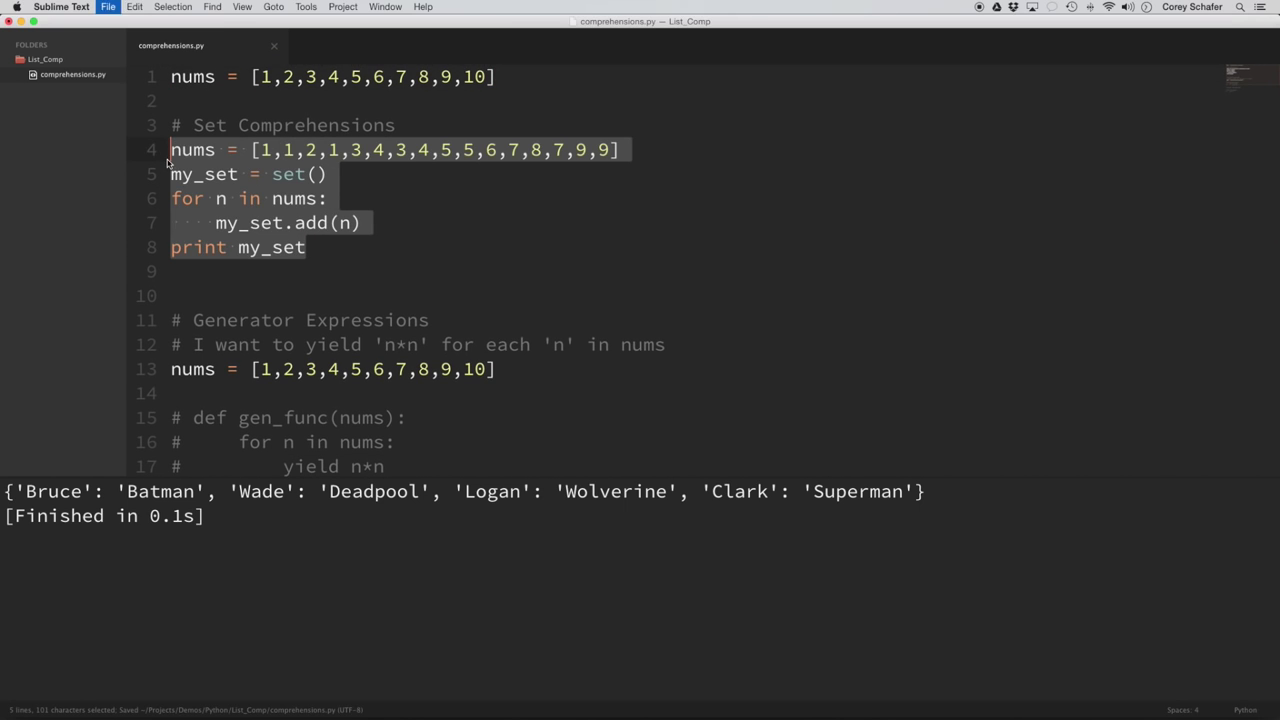 Sublime Text File Edit Selection Find View Goto Tools Project Window Help Corey Schafer
comprehensions.py — List_Comp
FOLDERS
List_Comp
comprehensions.py
comprehensions.py
1 nums = [1,2,3,4,5,6,7,8,9,10]
2
3 # Set Comprehensions
4 nums = [1,1,2,1,3,4,3,4,5,5,6,7,8,7,9,9]
5 my_set = set()
6 for n in nums:
7     my_set.add(n)
8 print my_set
9
10
11 # Generator Expressions
12 # I want to yield 'n*n' for each 'n' in nums
13 nums = [1,2,3,4,5,6,7,8,9,10]
14
15 # def gen_func(nums):
16 #     for n in nums:
17 #         yield n*n
{'Bruce': 'Batman', 'Wade': 'Deadpool', 'Logan': 'Wolverine', 'Clark': 'Superman'}
[Finished in 0.1s]
5 lines, 101 characters selected; Saved ~/Projects/Demos/Python/List_Comp/comprehensions.py (UTF-8) Spaces: 4 Python